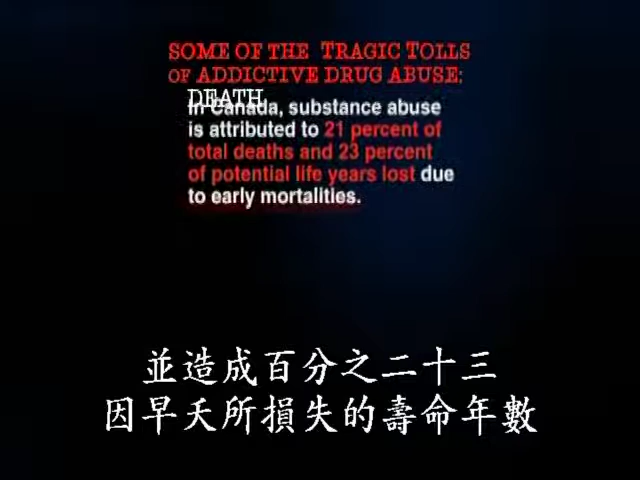 SOME OF THE TRAGIC TOLLS
OF ADDICTIVE DRUG ABUSE:
DEATH
In Canada, substance abuse
is attributed to 21 percent of
total deaths and 23 percent
of potential life years lost due
to early mortalities.
並造成百分之二十三
因早夭所損失的壽命年數